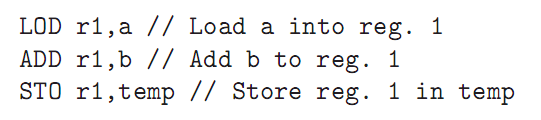 LOD r1,a // Load a into reg. 1
ADD r1,b // Add b to reg. 1
STO r1,temp // Store reg. 1 in temp